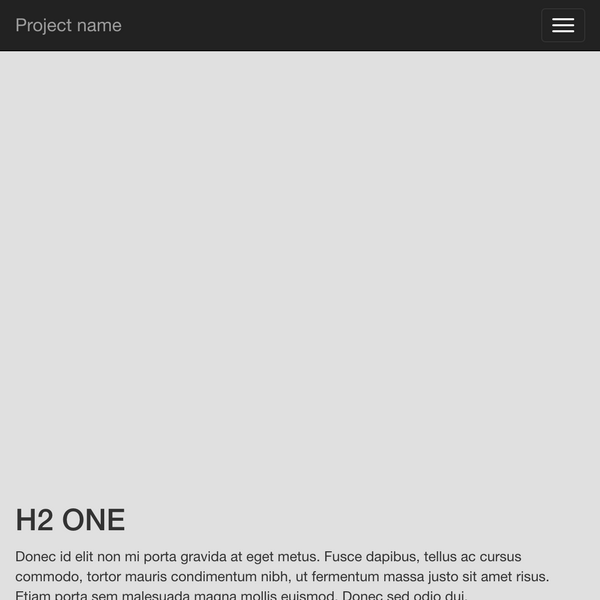 Project name
H2 ONE
Donec id elit non mi porta gravida at eget metus. Fusce dapibus, tellus ac cursus
commodo, tortor mauris condimentum nibh, ut fermentum massa justo sit amet risus.
Etiam porta sem malesuada magna mollis euismod. Donec sed odio dui.